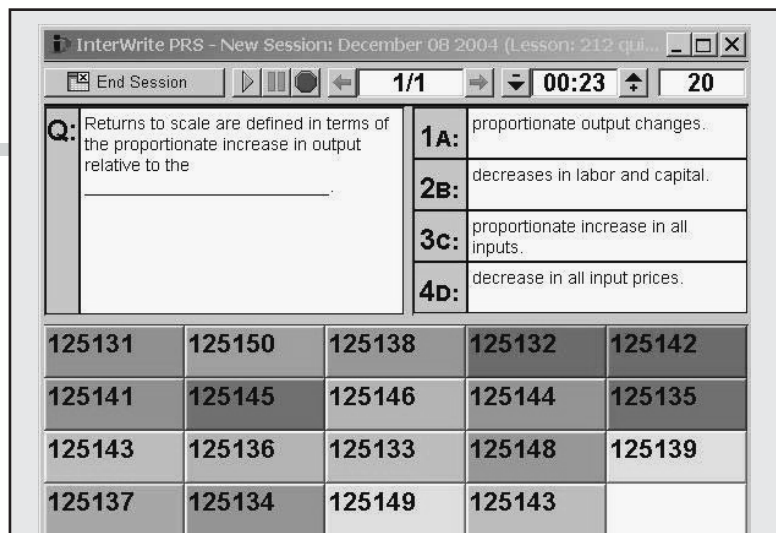 InterWrite PRS - New Session: December 08 2004 (Lesson: 212 qui...
End Session 1/1 00:23 20
Q: Returns to scale are defined in terms of
the proportionate increase in output
relative to the
____________________________.
1A: proportionate output changes.
2B: decreases in labor and capital.
3C: proportionate increase in all
inputs.
4D: decrease in all input prices.
125131 125150 125138 125132 125142
125141 125145 125146 125144 125135
125143 125136 125133 125148 125139
125137 125134 125149 125143